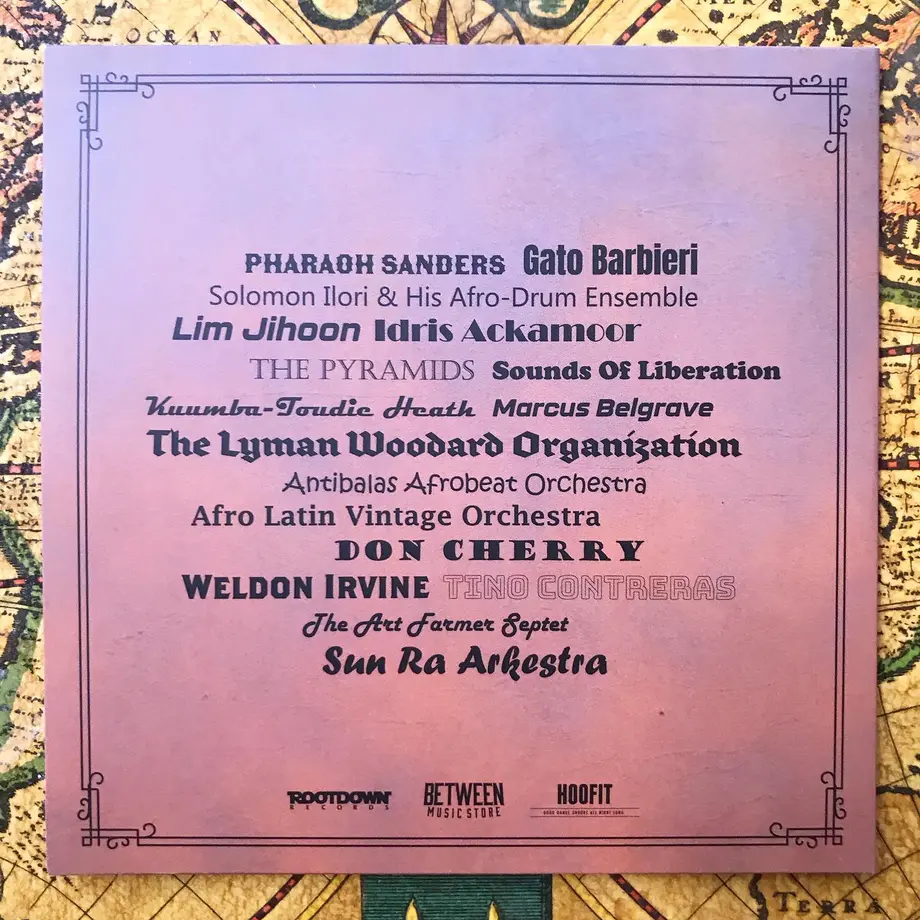 OCEAN
MER
PHARAOH SANDERS Gato Barbieri
Solomon Ilori & His Afro-Drum Ensemble
Lim Jihoon Idris Ackamoor
THE PYRAMIDS Sounds Of Liberation
Kuumba-Toudie Heath Marcus Belgrave
The Lyman Woodard Organization
Antibalas Afrobeat Orchestra
Afro Latin Vintage Orchestra
DON CHERRY
WELDON IRVINE TINO CONTRERAS
The Art Farmer Septet
Sun Ra Arkestra
ROOTDOWN BETWEEN HOOFIT
RECORDS MUSIC STORE
TERRA